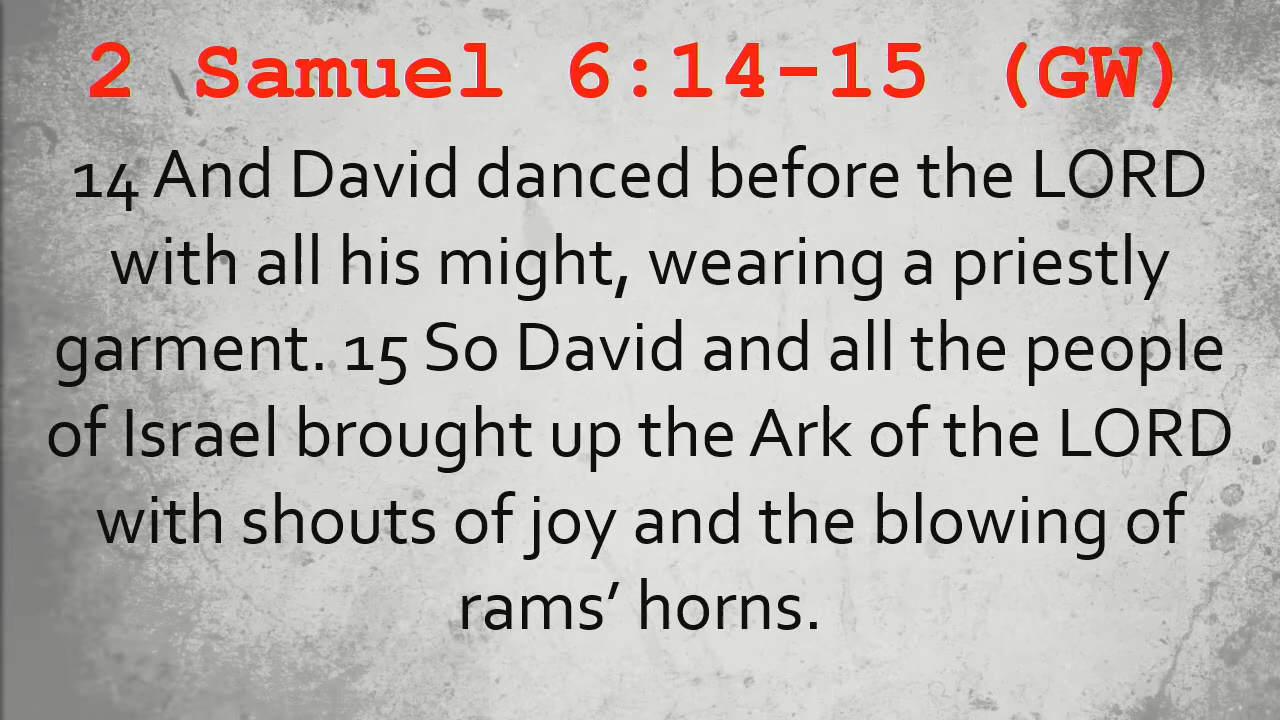 2 Samuel 6:14-15 (GW)
14 And David danced before the LORD
with all his might, wearing a priestly
garment. 15 So David and all the people
of Israel brought up the Ark of the LORD
with shouts of joy and the blowing of
rams’ horns.